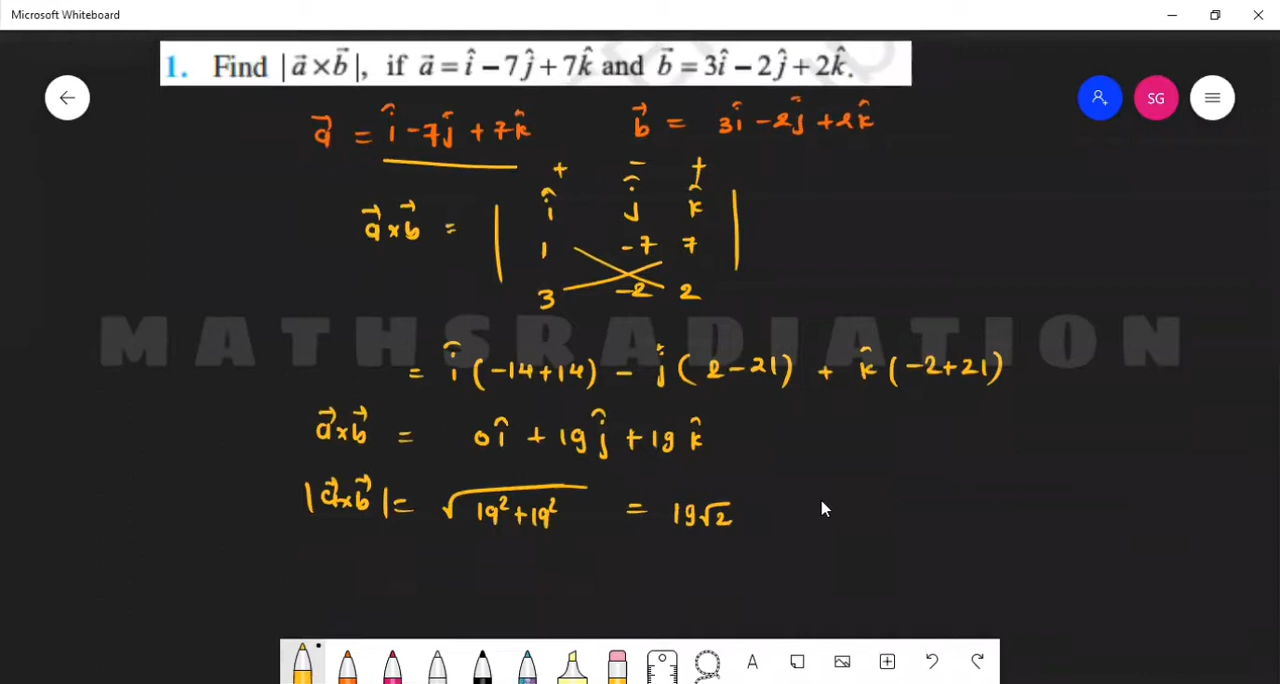 Microsoft Whiteboard
1. Find |a⃗×b⃗|, if a⃗ = î − 7ĵ + 7k̂ and b⃗ = 3î − 2ĵ + 2k̂.
SG
a⃗ = î - 7ĵ + 7k̂ b⃗ = 3î - 2ĵ + 2k̂
+ - +
î ĵ k̂
a⃗×b⃗ = | 1 -7 7 |
3 -2 2
MATHSRADIATION
= î (-14+14) - ĵ (2-21) + k̂ (-2+21)
a⃗×b⃗ = 0î + 19ĵ + 19k̂
|a⃗×b⃗| = √(19²+19²) = 19√2
A